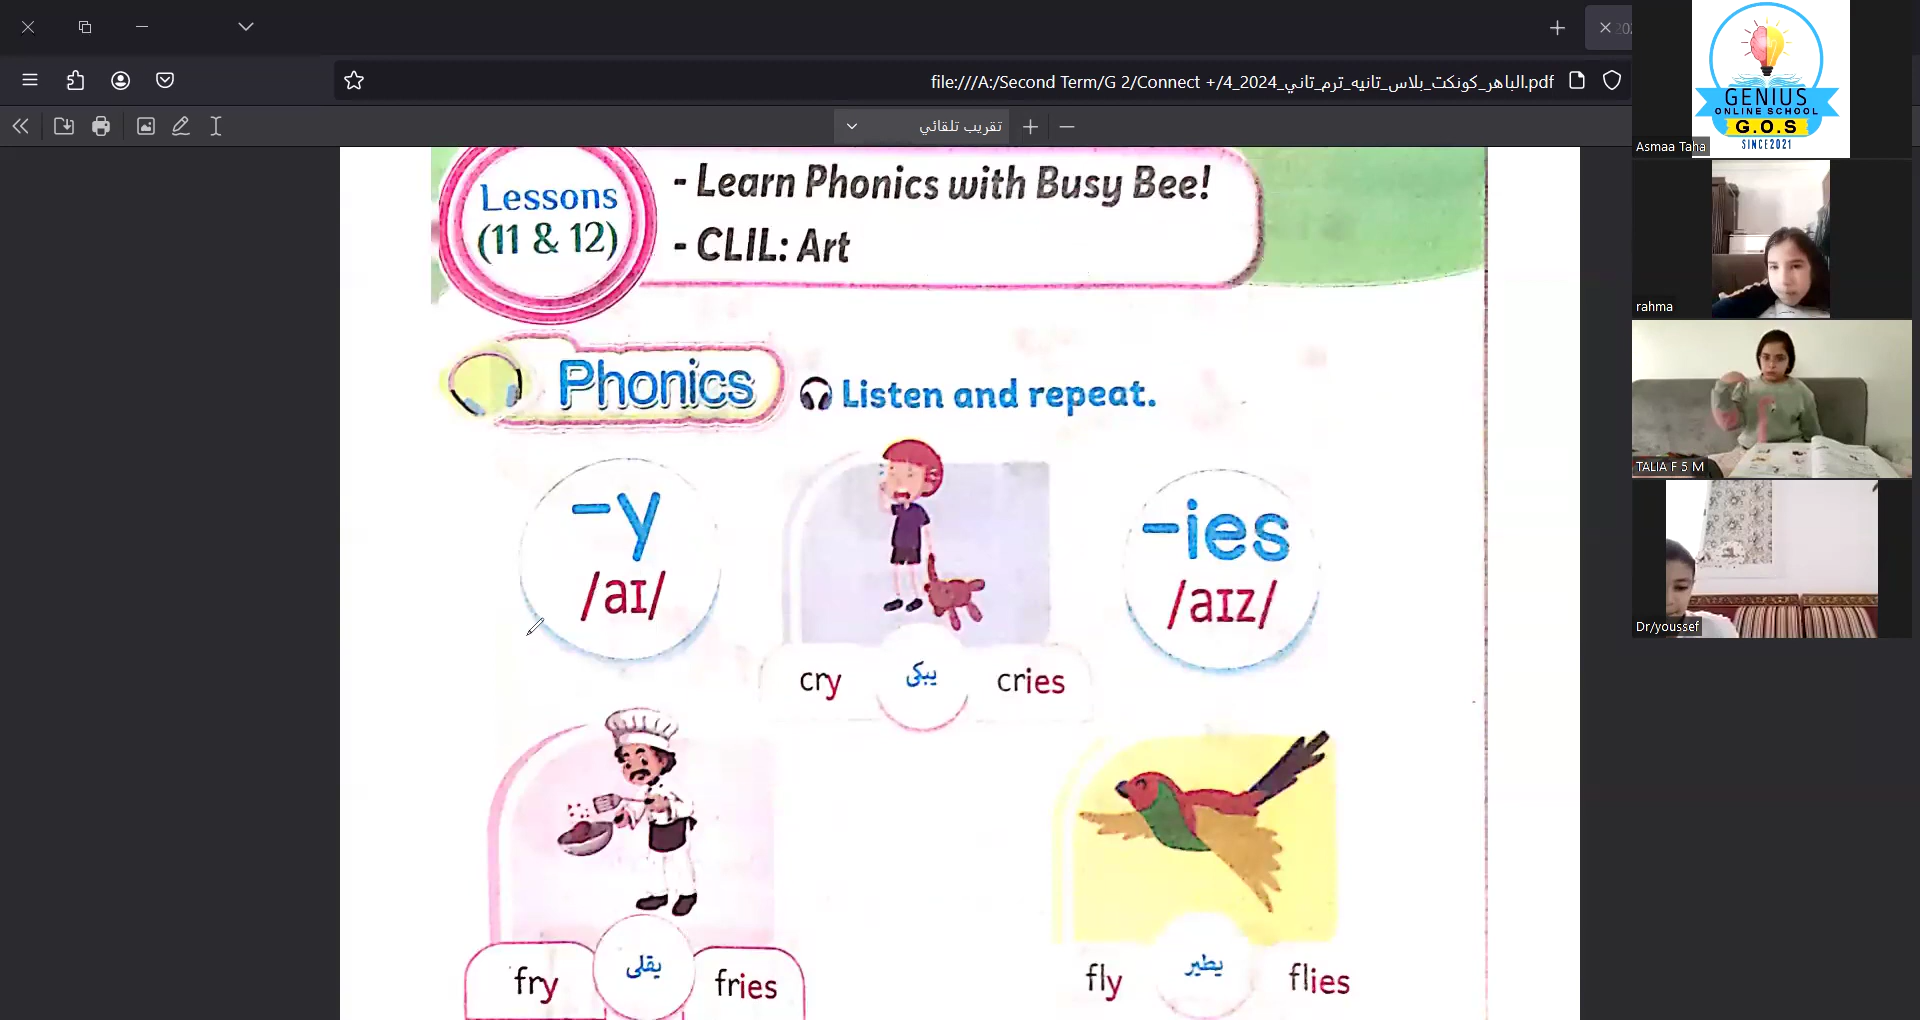 file:///A:/Second Term/G 2/Connect +/4_2024_الباهر_كونكت_بلاس_تانيه_ترم_تاني.pdf
تقريب تلقائي
GENIUS
ONLINE SCHOOL
G.O.S
SINCE2021
Asmaa Taha
rahma
TALIA F 5 M
Dr/youssef
Lessons
(11 & 12)
- Learn Phonics with Busy Bee!
- CLIL: Art
Phonics
Listen and repeat.
-y
/aɪ/
-ies
/aɪz/
cry يبكى cries
fry يقلى fries
fly يطير flies